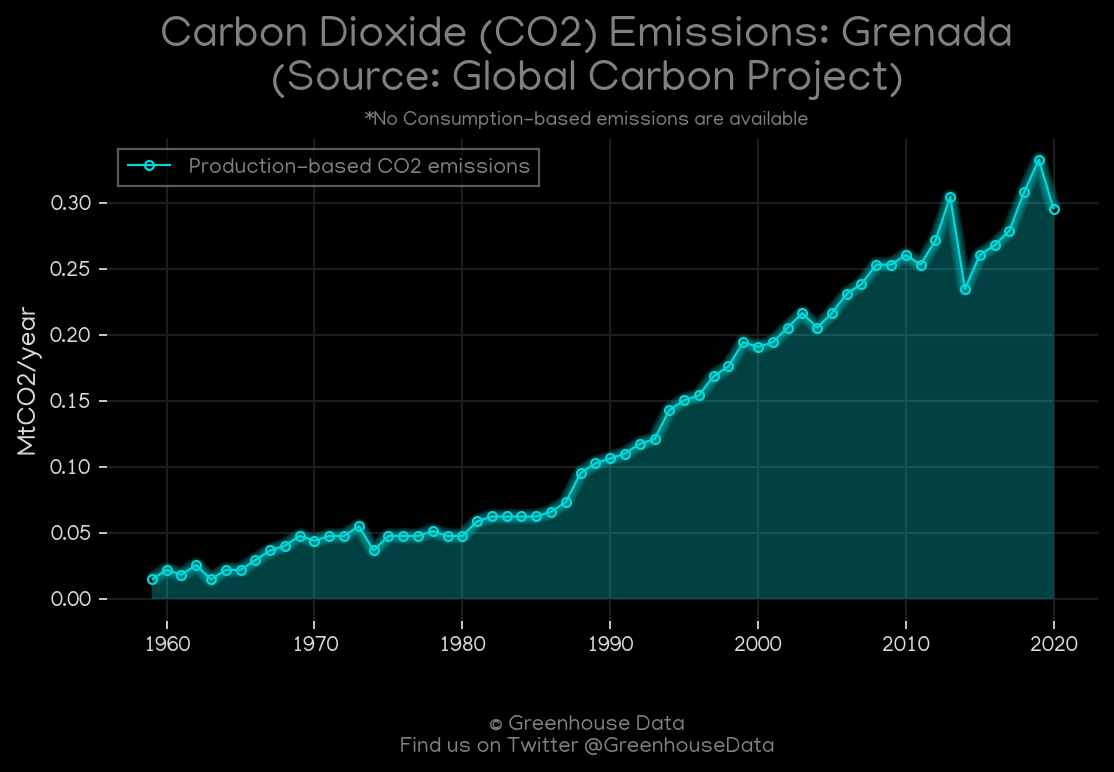 Carbon Dioxide (CO2) Emissions: Grenada
(Source: Global Carbon Project)
*No Consumption-based emissions are available
Production-based CO2 emissions
MtCO2/year
0.30
0.25
0.20
0.15
0.10
0.05
0.00
1960 1970 1980 1990 2000 2010 2020
© Greenhouse Data
Find us on Twitter @GreenhouseData